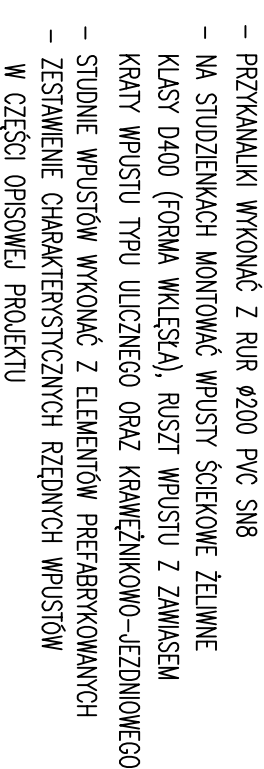 - PRZYKANALIKI WYKONAĆ Z RUR Ø200 PVC SN8
- NA STUDZIENKACH MONTOWAĆ WPUSTY ŚCIEKOWE ŻELIWNE
KLASY D400 (FORMA WKLĘSŁA), RUSZT WPUSTU Z ZAWIASEM
KRATY WPUSTU TYPU ULICZNEGO ORAZ KRAWĘŻNIKOWO-JEZDNIOWEGO
- STUDNIE WPUSTÓW WYKONAĆ Z ELEMENTÓW PREFABRYKOWANYCH
- ZESTAWIENIE CHARAKTERYSTYCZNYCH RZĘDNYCH WPUSTÓW
W CZĘŚCI OPISOWEJ PROJEKTU